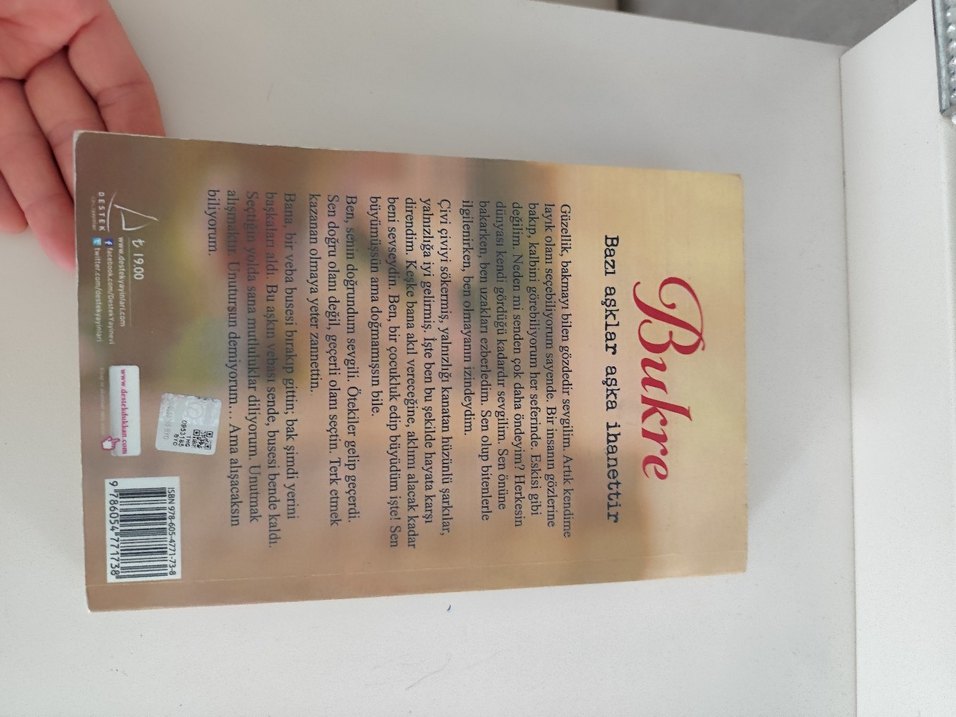 Bukre
Bazı aşklar aşka ihanettir
Güzellik, bakmayı bilen gözdedir sevgilim. Artık kendime
layık olanı seçebiliyorum sayende. Bir insanın gözlerine
bakıp, kalbini görebiliyorum her seferinde. Eskisi gibi
değilim. Neden mi senden çok daha öndeyim? Herkesin
dünyası kendi gördüğü kadardır sevgilim. Sen önüne
bakarken, ben uzakları ezberledim. Sen olup bitenlerle
ilgilenirken, ben olmayanın izindeydim.
Çivi çiviyi sökermiş, yalnızlığı kanatan hüzünlü şarkılar,
yalnızlığa iyi gelirmiş. İşte ben bu şekilde hayata karşı
direndim. Keşke bana akıl vereceğine, aklımı alacak kadar
beni sevseydin. Ben, bir çocukluk edip büyüdüm işte! Sen
büyümüşsün ama doğmamışsın bile.
Ben, senin doğrundum sevgili. Ötekiler gelip geçerdi
Sen doğru olanı değil, geçerli olanı seçtin. Terk etmek
kazanan olmaya yeter zannettin.
Bana, bir veba busesi bırakıp gittin; bak şimdi yerini
başkaları aldı. Bu aşkın vebası sende, busesi bende kaldı.
Seçtiğin yolda sana mutluluklar diliyorum. Unutmak
alışmaktır. Unutursun demiyorum... Ama alışacaksın
biliyorum.
₺ 19.00
DESTEK
www.destekyayinlari.com
facebook.com/DestekYayinevi
twitter.com/destekyayinlari
www.destekdukkan.com
ISBN 978-605-4771-73-8
9 786054 771738